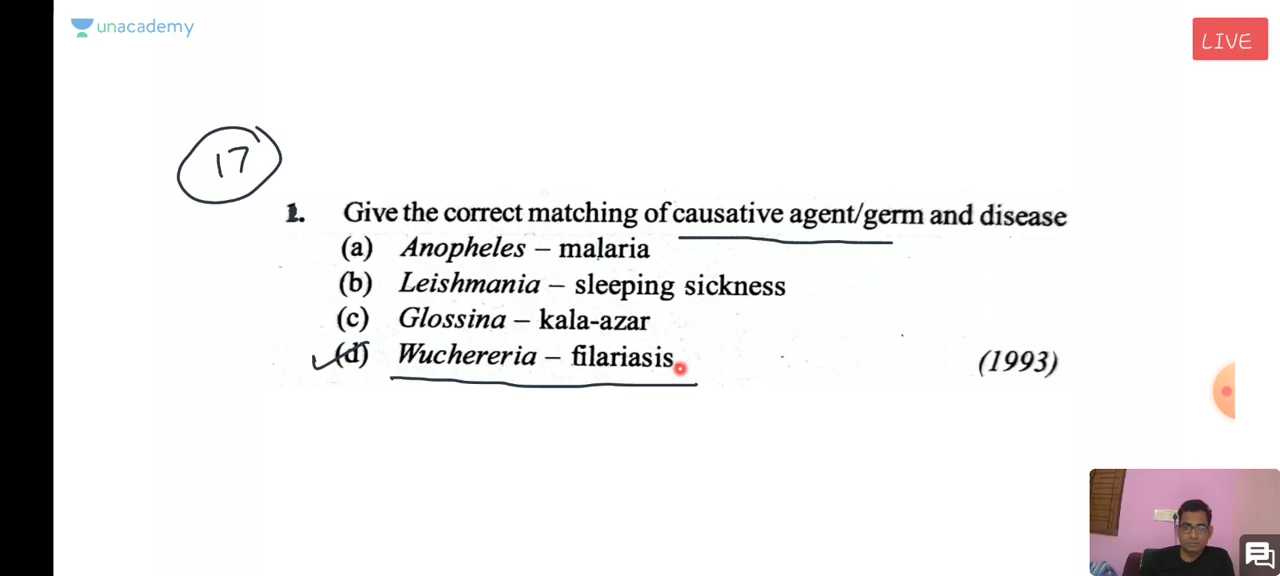 unacademy
LIVE
17
1. Give the correct matching of causative agent/germ and disease
(a) Anopheles – malaria
(b) Leishmania – sleeping sickness
(c) Glossina – kala-azar
(d) Wuchereria – filariasis.
(1993)